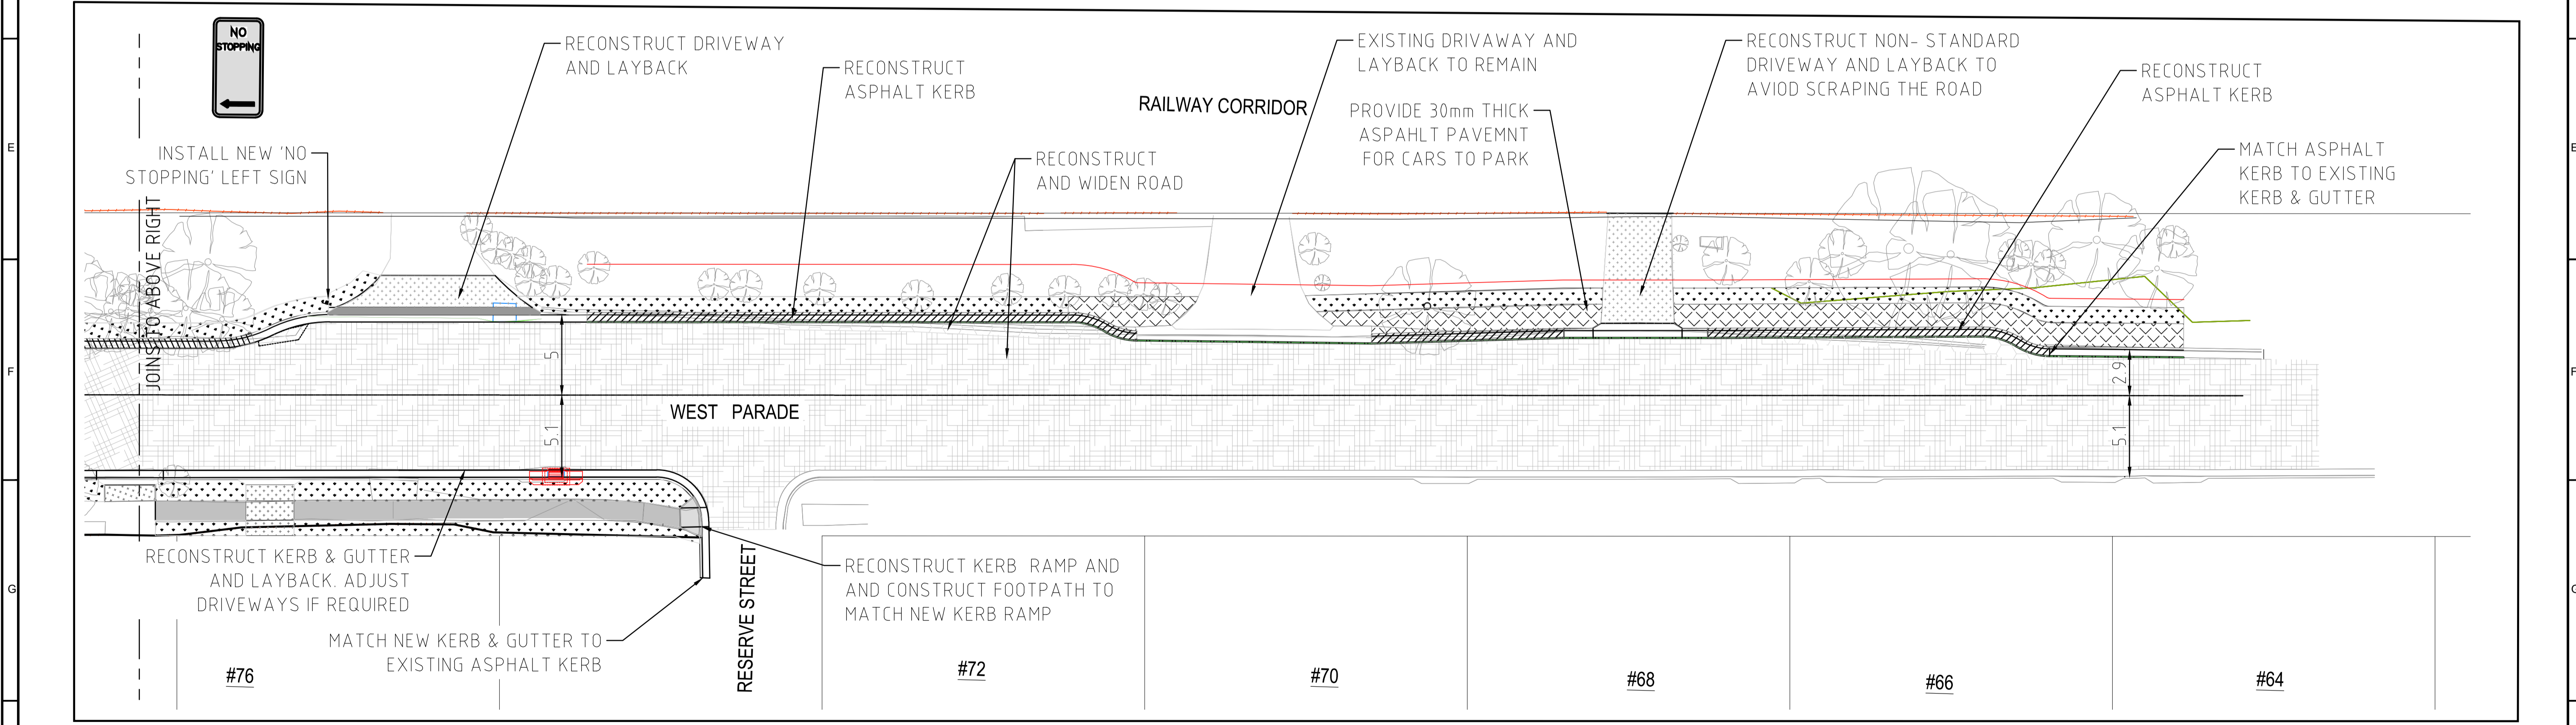 NO
STOPPING
RECONSTRUCT DRIVEWAY
AND LAYBACK
RECONSTRUCT
ASPHALT KERB
RAILWAY CORRIDOR
EXISTING DRIVAWAY AND
LAYBACK TO REMAIN
PROVIDE 30mm THICK
ASPAHLT PAVEMNT
FOR CARS TO PARK
RECONSTRUCT NON- STANDARD
DRIVEWAY AND LAYBACK TO
AVIOD SCRAPING THE ROAD
RECONSTRUCT
ASPHALT KERB
E
INSTALL NEW 'NO
STOPPING' LEFT SIGN
RECONSTRUCT
AND WIDEN ROAD
MATCH ASPHALT
KERB TO EXISTING
KERB & GUTTER
E
JOINS TO ABOVE RIGHT
F
5
2.9
F
WEST PARADE
5.1
5.1
G
RECONSTRUCT KERB & GUTTER
AND LAYBACK. ADJUST
DRIVEWAYS IF REQUIRED
RECONSTRUCT KERB RAMP AND
AND CONSTRUCT FOOTPATH TO
MATCH NEW KERB RAMP
MATCH NEW KERB & GUTTER TO
EXISTING ASPHALT KERB
RESERVE STREET
#76
#72
#70
#68
#66
#64